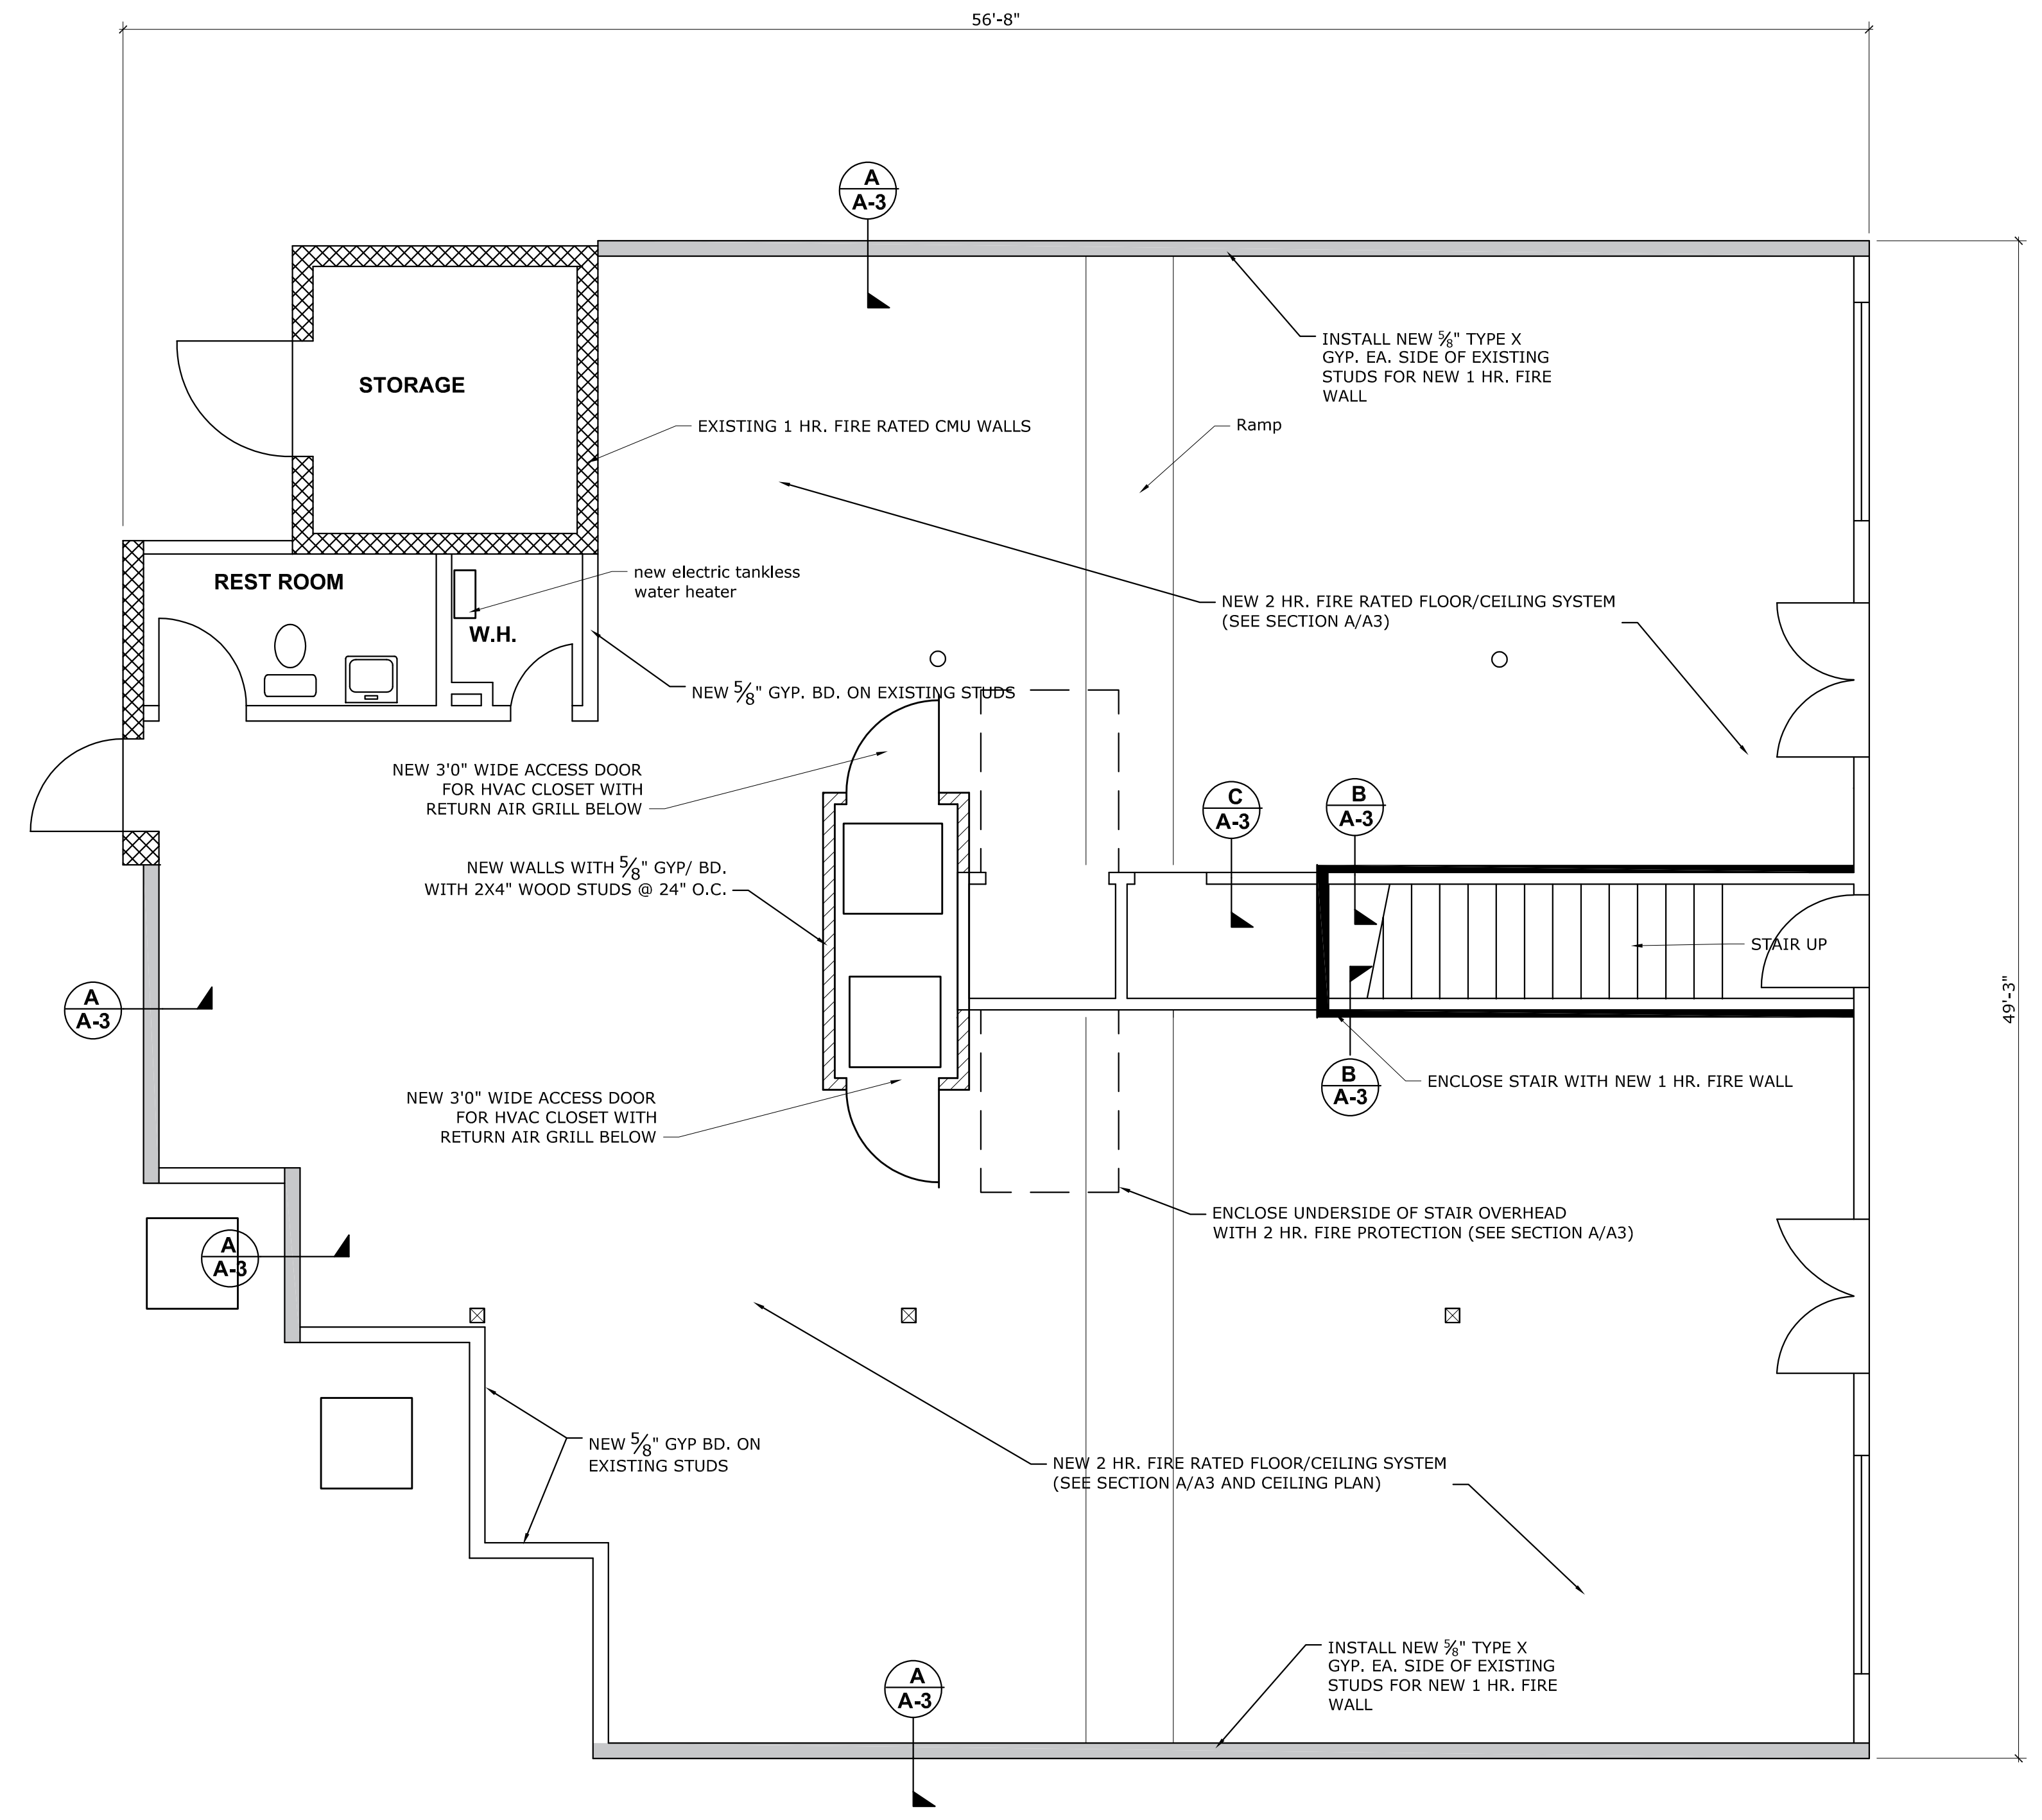 56'-8"
A
A-3
INSTALL NEW ⅝" TYPE X
GYP. EA. SIDE OF EXISTING
STUDS FOR NEW 1 HR. FIRE
WALL
STORAGE
EXISTING 1 HR. FIRE RATED CMU WALLS
Ramp
REST ROOM
new electric tankless
water heater
W.H.
NEW 2 HR. FIRE RATED FLOOR/CEILING SYSTEM
(SEE SECTION A/A3)
NEW ⅝" GYP. BD. ON EXISTING STUDS
NEW 3'0" WIDE ACCESS DOOR
FOR HVAC CLOSET WITH
RETURN AIR GRILL BELOW
C
A-3
B
A-3
NEW WALLS WITH ⅝" GYP/ BD.
WITH 2X4" WOOD STUDS @ 24" O.C.
STAIR UP
A
A-3
49'-3"
B
A-3
ENCLOSE STAIR WITH NEW 1 HR. FIRE WALL
NEW 3'0" WIDE ACCESS DOOR
FOR HVAC CLOSET WITH
RETURN AIR GRILL BELOW
ENCLOSE UNDERSIDE OF STAIR OVERHEAD
WITH 2 HR. FIRE PROTECTION (SEE SECTION A/A3)
A
A-3
NEW ⅝" GYP BD. ON
EXISTING STUDS
NEW 2 HR. FIRE RATED FLOOR/CEILING SYSTEM
(SEE SECTION A/A3 AND CEILING PLAN)
INSTALL NEW ⅝" TYPE X
GYP. EA. SIDE OF EXISTING
STUDS FOR NEW 1 HR. FIRE
WALL
A
A-3